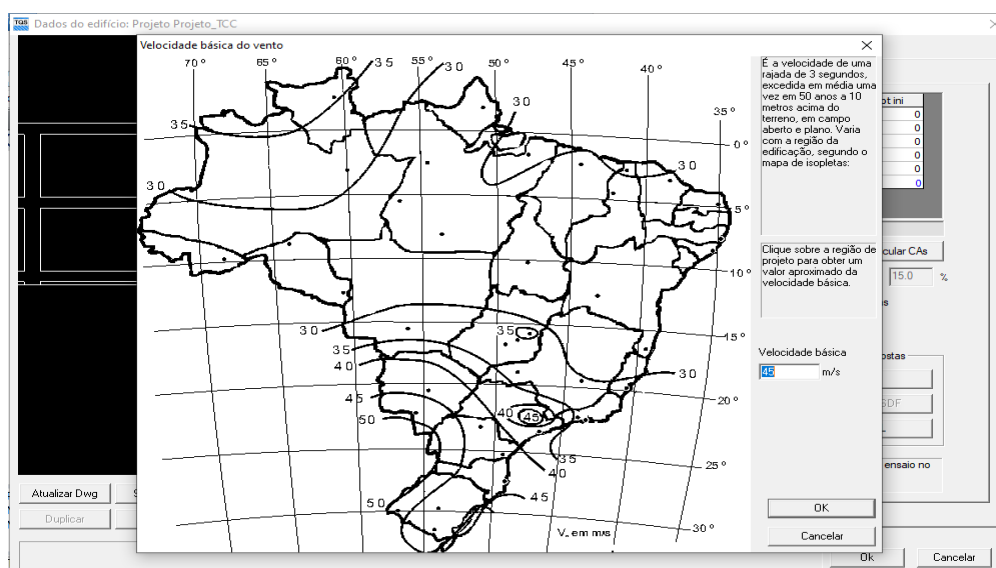 TQS Dados do edifício: Projeto Projeto_TCC
Velocidade básica do vento
70° 65° 60° 35 55° 30 50° 45° 40°
30
35°
35
0°
30
30
5°
10°
30
35
15°
35
40
30
45
20°
40
45
50
35
25°
40
45
50
30°
V₀ em m/s
É a velocidade de uma
rajada de 3 segundos,
excedida em média uma
vez em 50 anos a 10
metros acima do
terreno, em campo
aberto e plano. Varia
com a região da
edificação, segundo o
mapa de isopletas:
Clique sobre a região de
projeto para obter um
valor aproximado da
velocidade básica.
Velocidade básica
45 m/s
OK
Cancelar
ot ini
0
0
0
0
0
0
cular CAs
15.0 %
ostas
SDF
ensaio no
Atualizar Dwg
S
Duplicar
Ok
Cancelar